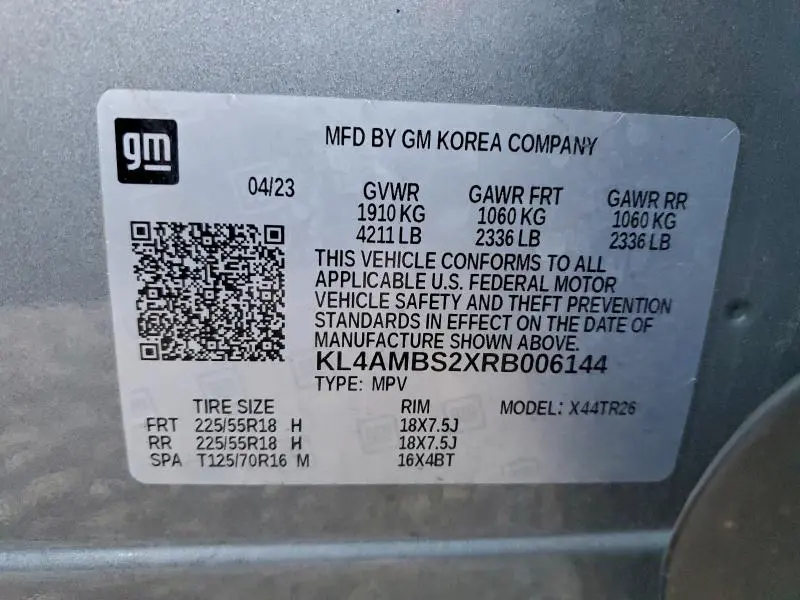 gm
MFD BY GM KOREA COMPANY
04/23
GVWR GAWR FRT GAWR RR
1910 KG 1060 KG 1060 KG
4211 LB 2336 LB 2336 LB
THIS VEHICLE CONFORMS TO ALL
APPLICABLE U.S. FEDERAL MOTOR
VEHICLE SAFETY AND THEFT PREVENTION
STANDARDS IN EFFECT ON THE DATE OF
MANUFACTURE SHOWN ABOVE.
KL4AMBS2XRB006144
TYPE: MPV
TIRE SIZE RIM MODEL: X44TR26
FRT 225/55R18 H 18X7.5J
RR 225/55R18 H 18X7.5J
SPA T125/70R16 M 16X4BT